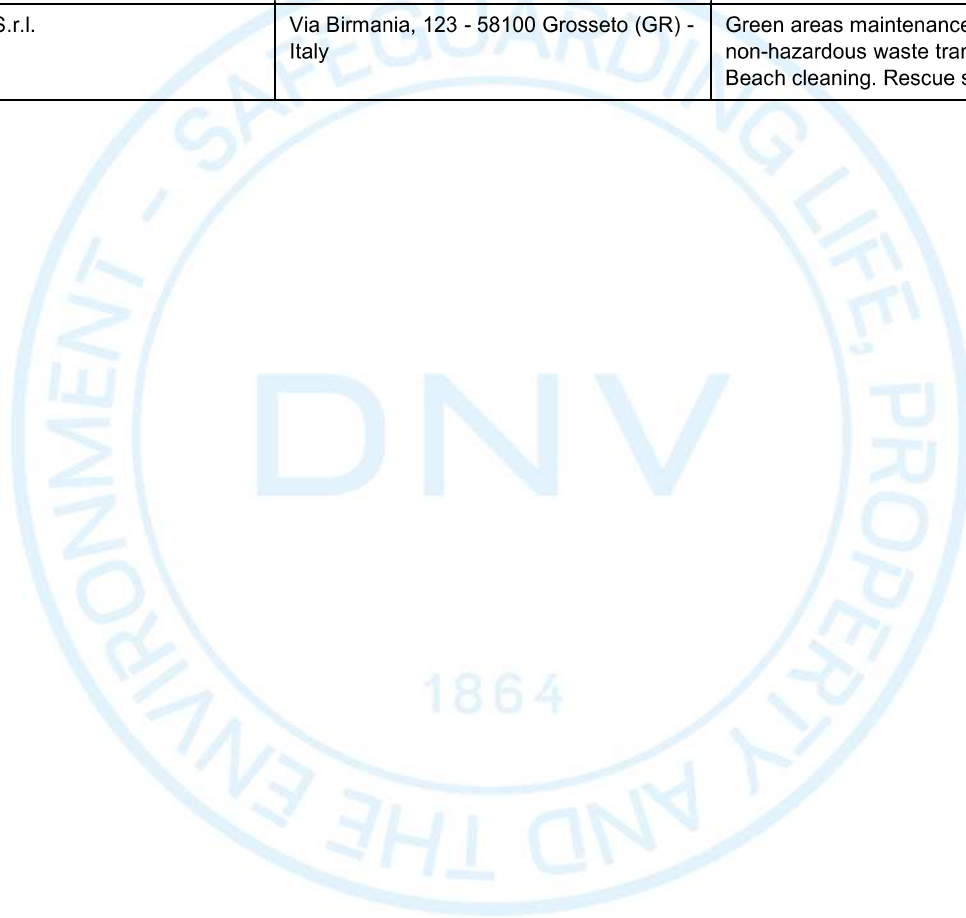 S.r.l.
Via Birmania, 123 - 58100 Grosseto (GR) -
Italy
Green areas maintenance
non-hazardous waste
Beach cleaning. Rescue
SAFEGUARDING LIFE, PROPERTY AND THE ENVIRONMENT -
DNV
1864